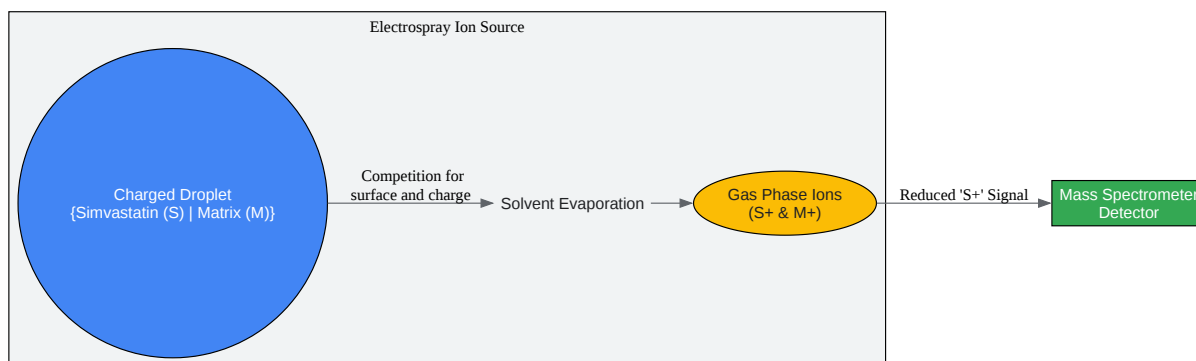 Electrospray Ion Source
Charged Droplet
{Simvastatin (S) | Matrix (M)}
Competition for
surface and charge
Solvent Evaporation
Gas Phase Ions
(S+ & M+)
Reduced 'S+' Signal
Mass Spectrometer
Detector